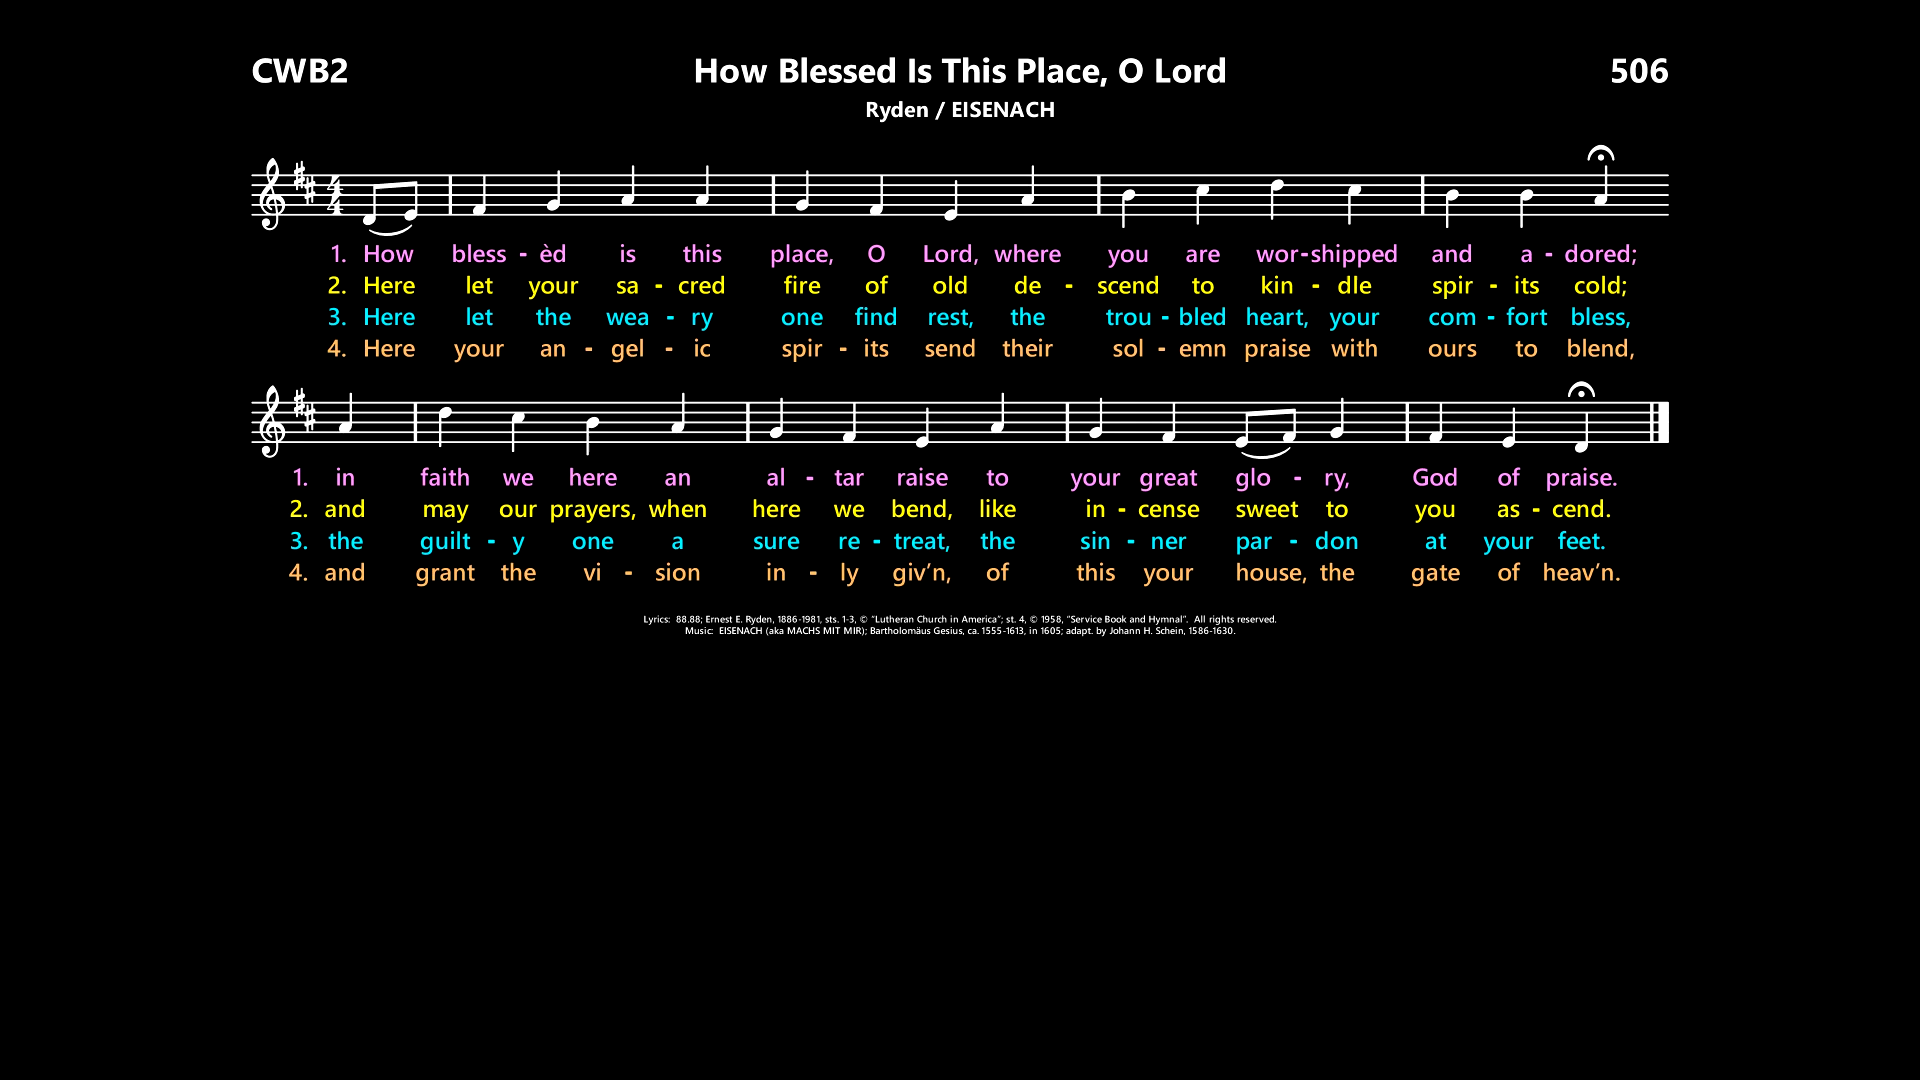 CWB2 How Blessed Is This Place, O Lord 506
Ryden / EISENACH
1. How bless - èd is this place, O Lord, where you are wor - shipped and a - dored;
2. Here let your sa - cred fire of old de - scend to kin - dle spir - its cold;
3. Here let the wea - ry one find rest, the trou - bled heart, your com - fort bless,
4. Here your an - gel - ic spir - its send their sol - emn praise with ours to blend,
1. in faith we here an al - tar raise to your great glo - ry, God of praise.
2. and may our prayers, when here we bend, like in - cense sweet to you as - cend.
3. the guilt - y one a sure re - treat, the sin - ner par - don at your feet.
4. and grant the vi - sion in - ly giv’n, of this your house, the gate of heav’n.
Lyrics: 88.88; Ernest E. Ryden, 1886-1981, sts. 1-3, © “Lutheran Church in America”; st. 4, © 1958, “Service Book and Hymnal”. All rights reserved.
Music: EISENACH (aka MACHS MIT MIR); Bartholomäus Gesius, ca. 1555-1613, in 1605; adapt. by Johann H. Schein, 1586-1630.